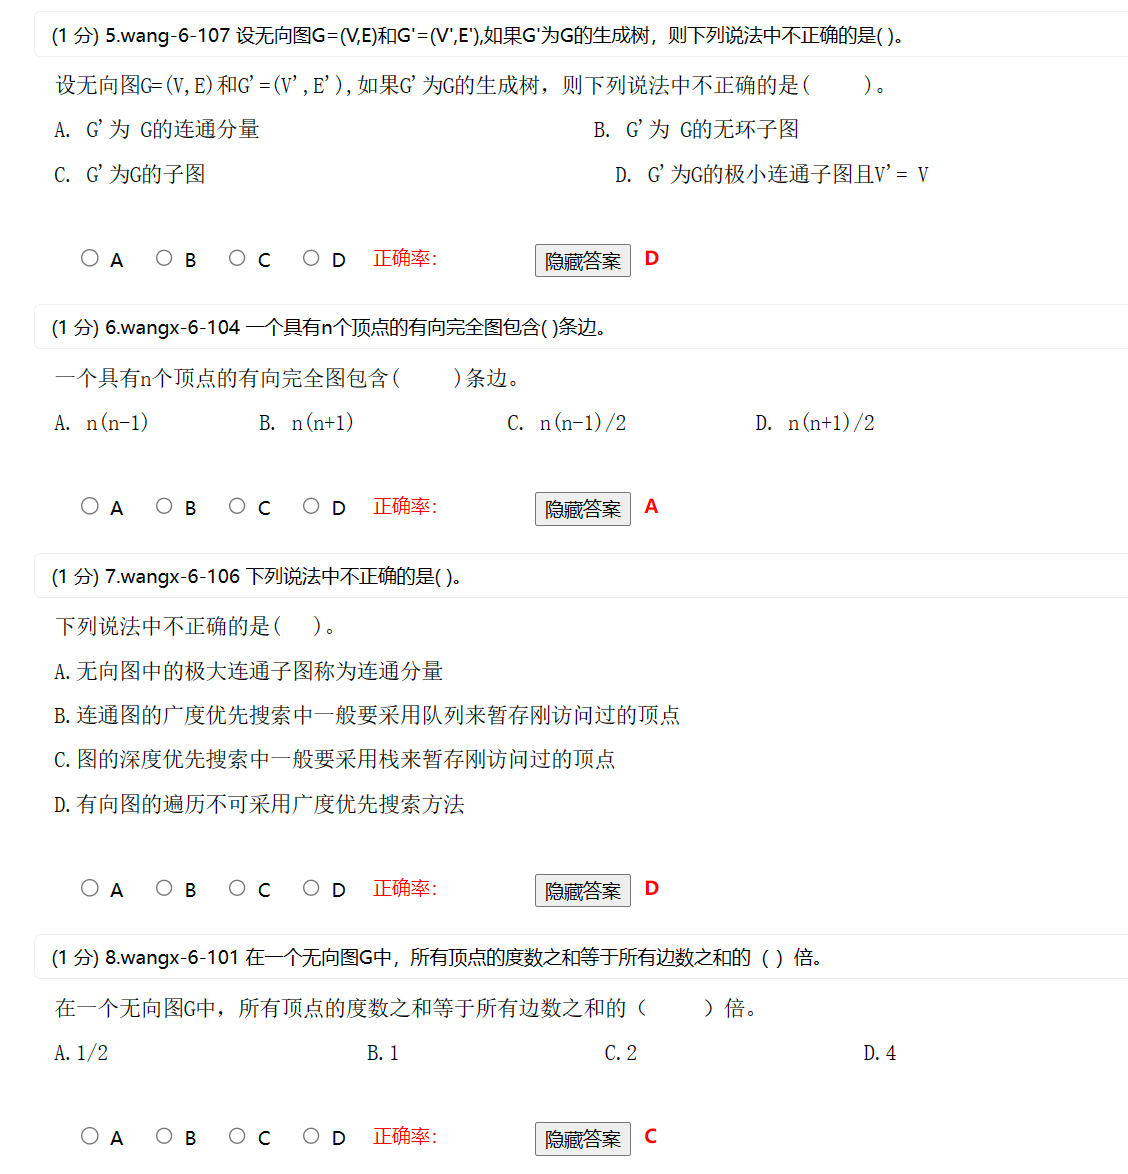 (1 分) 5.wang-6-107 设无向图G=(V,E)和G'=(V',E'),如果G'为G的生成树，则下列说法中不正确的是( )。
设无向图G=(V,E)和G'=(V',E'),如果G'为G的生成树，则下列说法中不正确的是( )。
A. G'为 G的连通分量 B. G'为 G的无环子图
C. G'为G的子图 D. G'为G的极小连通子图且V'= V
A B C D 正确率： 隐藏答案 D
(1 分) 6.wangx-6-104 一个具有n个顶点的有向完全图包含( )条边。
一个具有n个顶点的有向完全图包含( )条边。
A. n(n-1) B. n(n+1) C. n(n-1)/2 D. n(n+1)/2
A B C D 正确率： 隐藏答案 A
(1 分) 7.wangx-6-106 下列说法中不正确的是( )。
下列说法中不正确的是( )。
A.无向图中的极大连通子图称为连通分量
B.连通图的广度优先搜索中一般要采用队列来暂存刚访问过的顶点
C.图的深度优先搜索中一般要采用栈来暂存刚访问过的顶点
D.有向图的遍历不可采用广度优先搜索方法
A B C D 正确率： 隐藏答案 D
(1 分) 8.wangx-6-101 在一个无向图G中，所有顶点的度数之和等于所有边数之和的（ ）倍。
在一个无向图G中，所有顶点的度数之和等于所有边数之和的（ ）倍。
A.1/2 B.1 C.2 D.4
A B C D 正确率： 隐藏答案 C